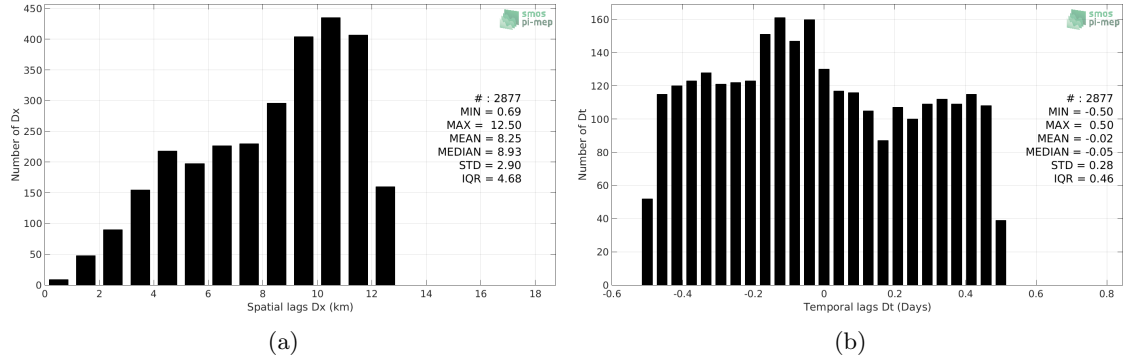 450
400
350
300
250
200
150
100
50
0
0 2 4 6 8 10 12 14 16 18
Number of Dx
Spatial lags Dx (km)
smos
pi-mep
# : 2877
MIN = 0.69
MAX = 12.50
MEAN = 8.25
MEDIAN = 8.93
STD = 2.90
IQR = 4.68
(a)
160
140
120
100
80
60
40
20
0
-0.6 -0.4 -0.2 0 0.2 0.4 0.6 0.8
Number of Dt
Temporal lags Dt (Days)
smos
pi-mep
# : 2877
MIN = -0.50
MAX = 0.50
MEAN = -0.02
MEDIAN = -0.05
STD = 0.28
IQR = 0.46
(b)